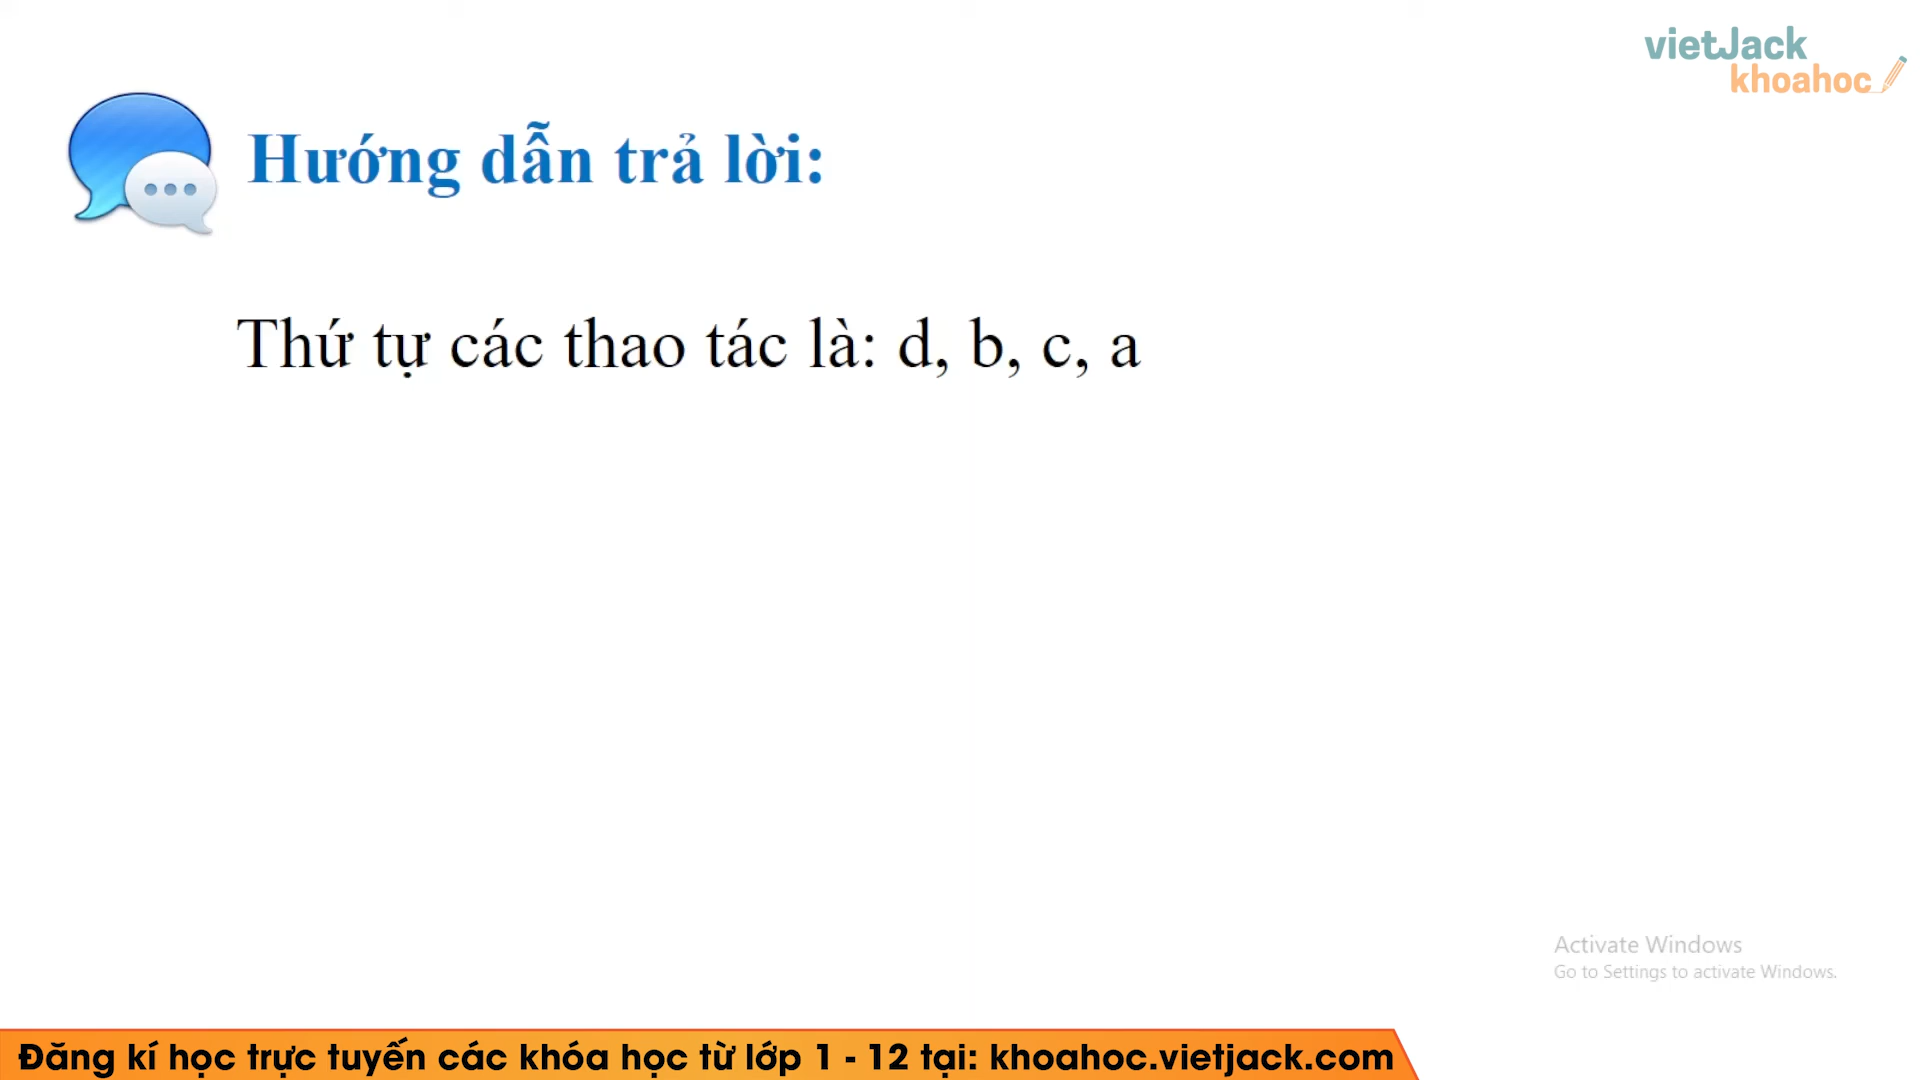 vietJack
khoahoc
Hướng dẫn trả lời:
Thứ tự các thao tác là: d, b, c, a
Activate Windows
Go to Settings to activate Windows.
Đăng kí học trực tuyến các khóa học từ lớp 1 - 12 tại: khoahoc.vietjack.com